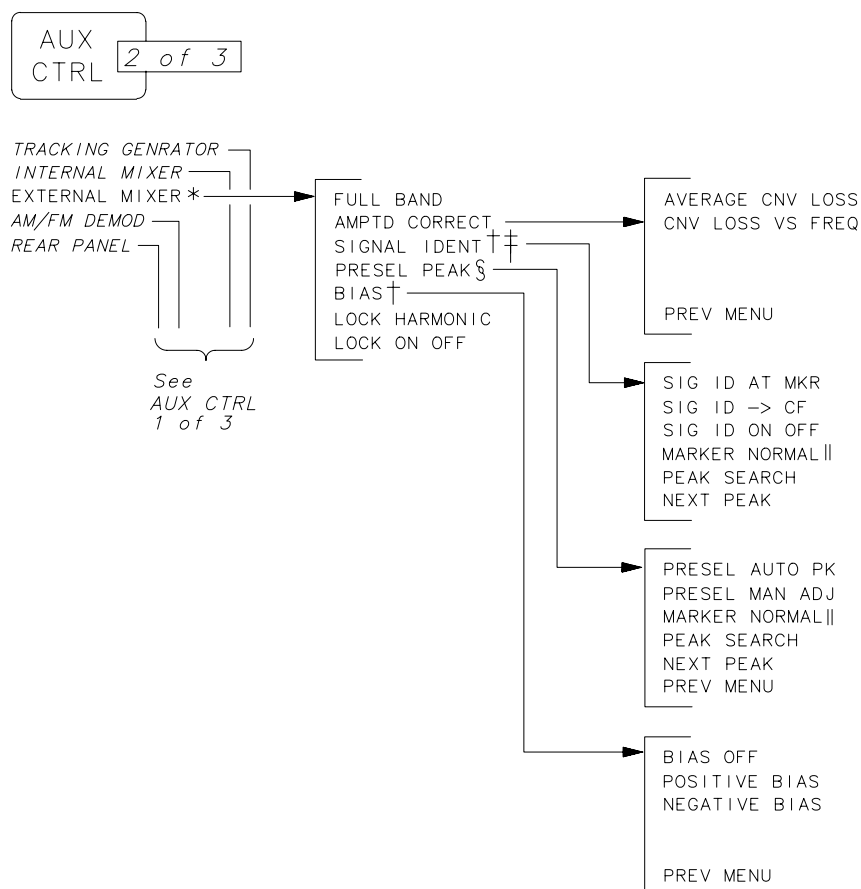 AUX
CTRL
2 of 3
TRACKING GENRATOR
INTERNAL MIXER
EXTERNAL MIXER*
AM/FM DEMOD
REAR PANEL
See
AUX CTRL
1 of 3
FULL BAND
AMPTD CORRECT
SIGNAL IDENT†‡
PRESEL PEAK§
BIAS†
LOCK HARMONIC
LOCK ON OFF
AVERAGE CNV LOSS
CNV LOSS VS FREQ
PREV MENU
SIG ID AT MKR
SIG ID –> CF
SIG ID ON OFF
MARKER NORMAL||
PEAK SEARCH
NEXT PEAK
PRESEL AUTO PK
PRESEL MAN ADJ
MARKER NORMAL||
PEAK SEARCH
NEXT PEAK
PREV MENU
BIAS OFF
POSITIVE BIAS
NEGATIVE BIAS
PREV MENU